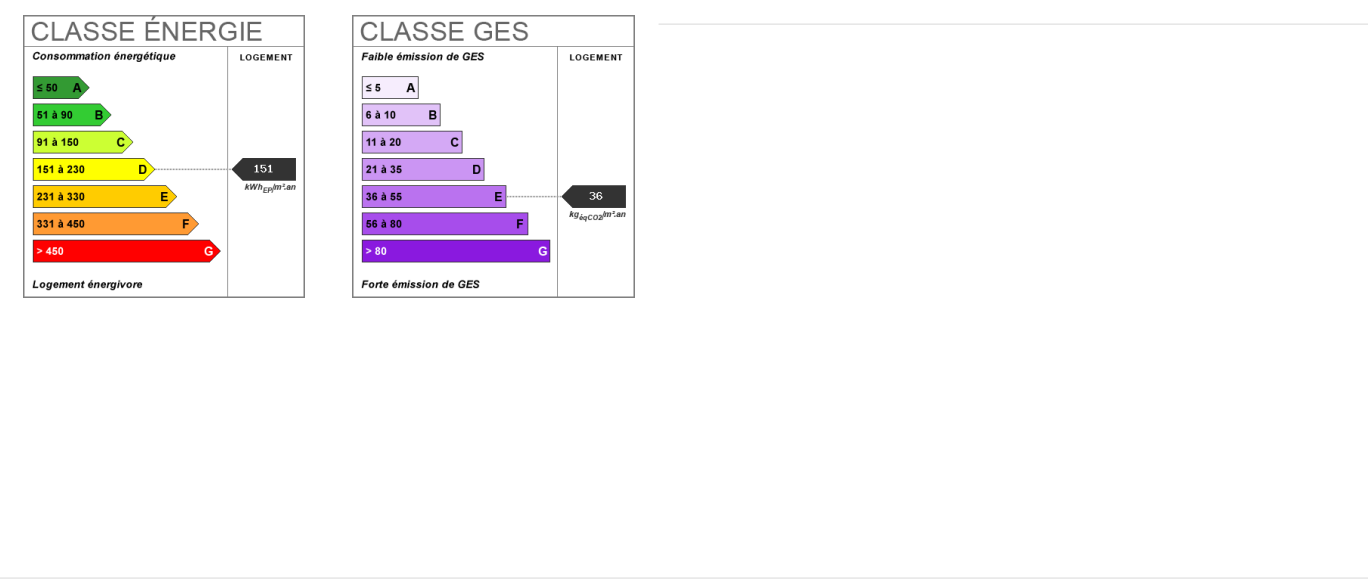 CLASSE ÉNERGIE
Consommation énergétique
LOGEMENT
≤ 50 A
51 à 90 B
91 à 150 C
151 à 230 D
151
kWhEP/m².an
231 à 330 E
331 à 450 F
> 450 G
Logement énergivore
CLASSE GES
Faible émission de GES
LOGEMENT
≤ 5 A
6 à 10 B
11 à 20 C
21 à 35 D
36 à 55 E
36
kgéqCO2/m².an
56 à 80 F
> 80 G
Forte émission de GES